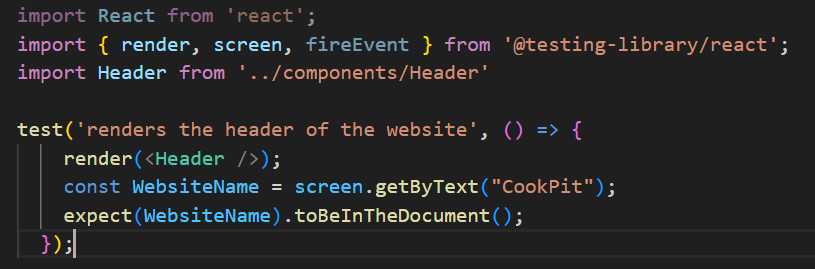 import React from 'react';
import { render, screen, fireEvent } from '@testing-library/react';
import Header from '../components/Header'
test('renders the header of the website', () => {
render(<Header />);
const WebsiteName = screen.getByText("CookPit");
expect(WebsiteName).toBeInTheDocument();
});